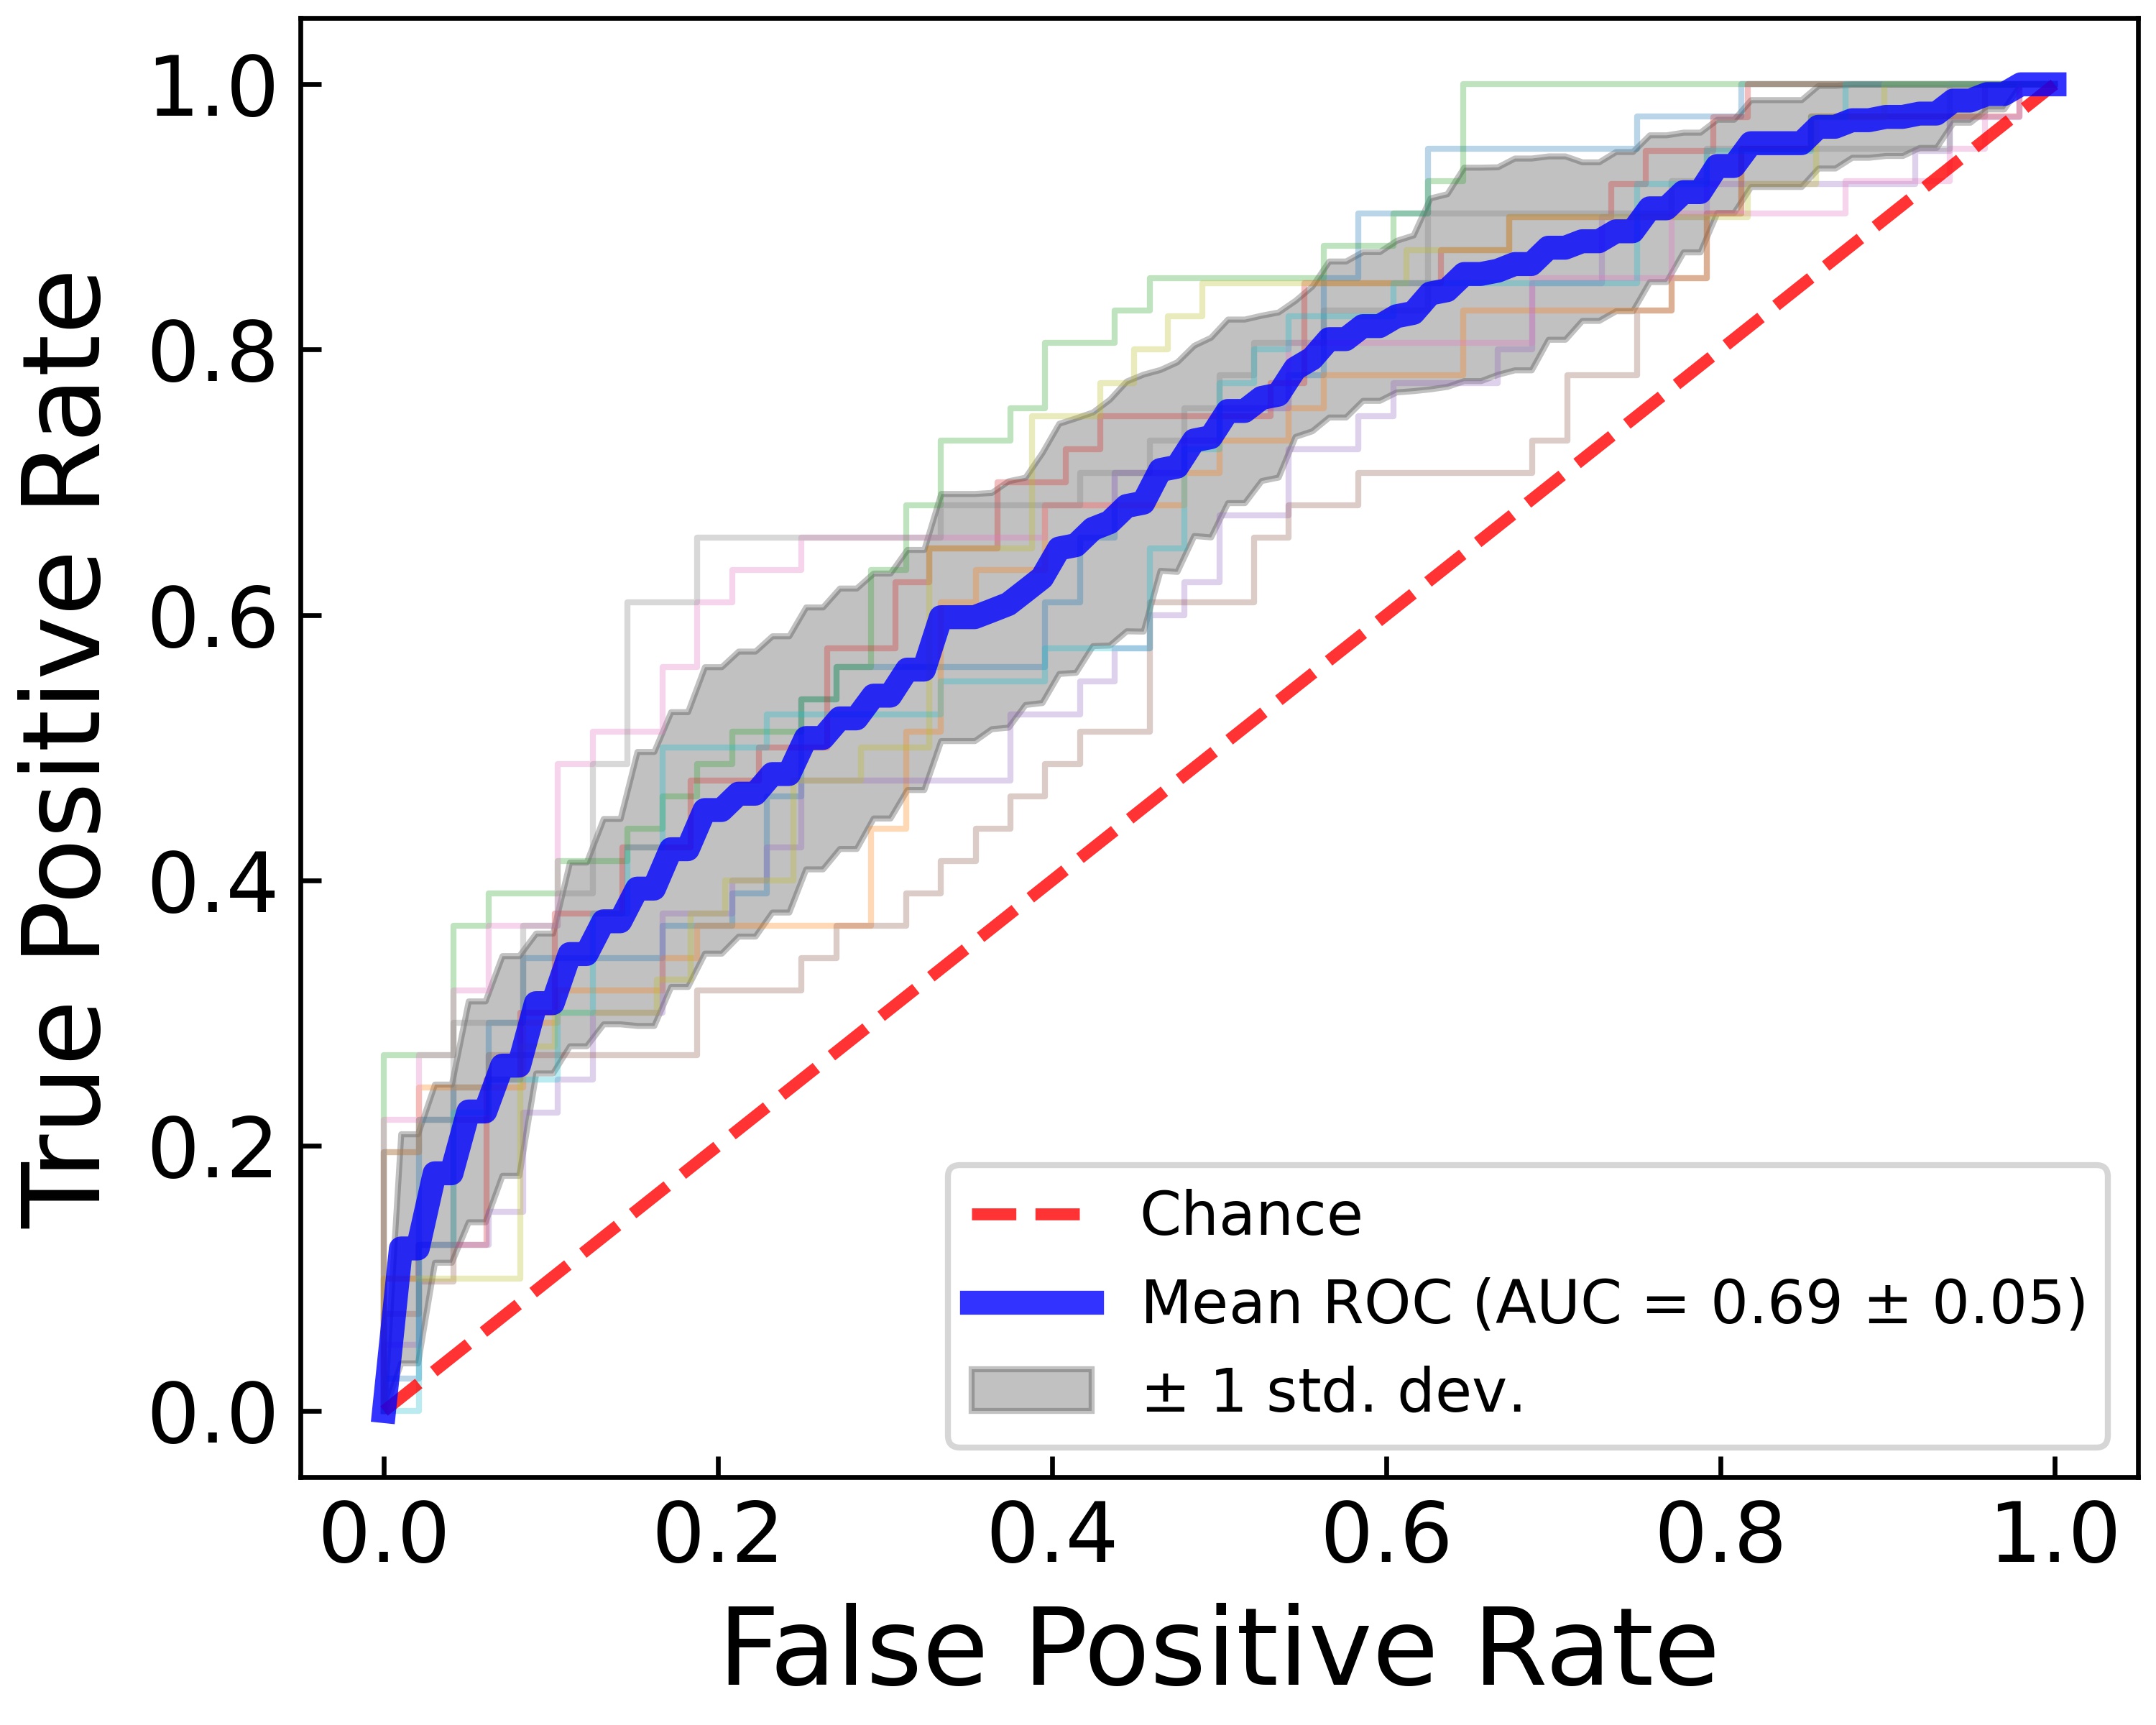 True Positive Rate
1.0
0.8
0.6
0.4
0.2
0.0
Chance
Mean ROC (AUC = 0.69 ± 0.05)
± 1 std. dev.
0.0 0.2 0.4 0.6 0.8 1.0
False Positive Rate